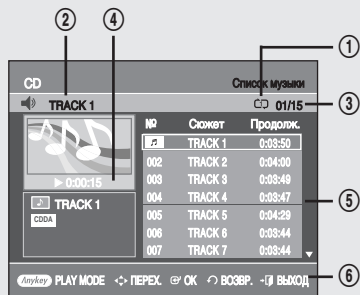 ② ④ ①
CD Список музыки
TRACK 1 01/15 ③
№ Сюжет Продолж.
TRACK 1 0:03:50
002 TRACK 2 0:04:00
003 TRACK 3 0:03:49
004 TRACK 4 0:03:47
005 TRACK 5 0:04:29
006 TRACK 6 0:03:44
007 TRACK 7 0:03:44
0:00:15
TRACK 1
CDDA
⑤
Anykey PLAY MODE ПЕРЕХ. OK ВОЗВР. ВЫХОД ⑥